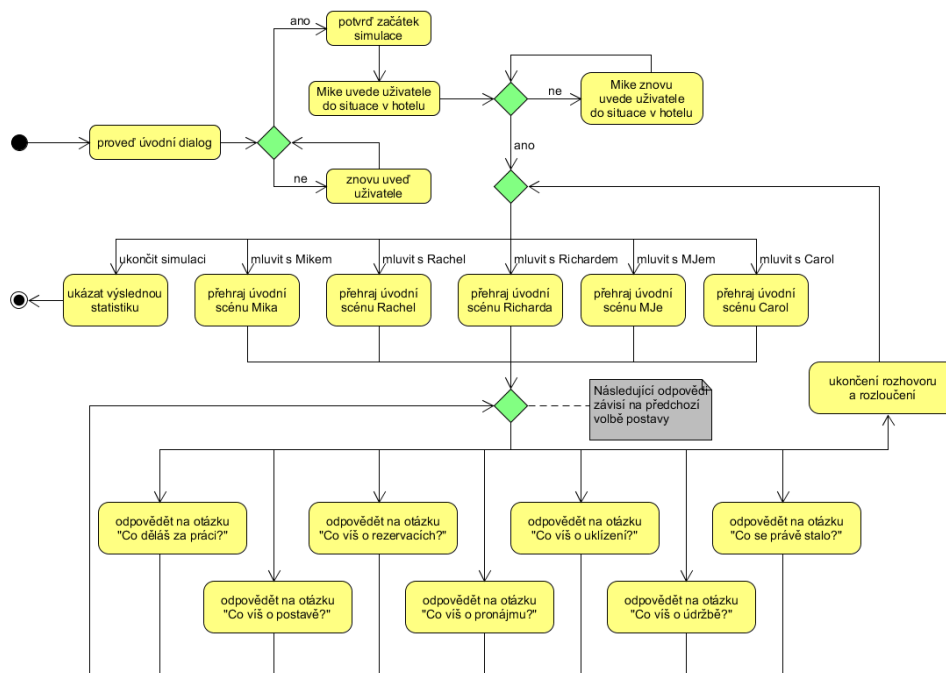 ano
potvrď začátek
simulace
Mike uvede uživatele
do situace v hotelu
ne
Mike znovu
uvede uživatele
do situace v hotelu
proveď úvodní dialog
ano
ne
znovu uveď
uživatele
ukončit simulaci
mluvit s Mikem
mluvit s Rachel
mluvit s Richardem
mluvit s MJem
mluvit s Carol
ukázat výslednou
statistiku
přehraj úvodní
scénu Mika
přehraj úvodní
scénu Rachel
přehraj úvodní
scénu Richarda
přehraj úvodní
scénu MJe
přehraj úvodní
scénu Carol
Následující odpovědi
závisí na předchozí
volbě postavy
ukončení rozhovoru
a rozloučení
odpovědět na otázku
"Co děláš za práci?"
odpovědět na otázku
"Co víš o rezervacích?"
odpovědět na otázku
"Co víš o uklízení?"
odpovědět na otázku
"Co se právě stalo?"
odpovědět na otázku
"Co víš o postavě?"
odpovědět na otázku
"Co víš o pronájmu?"
odpovědět na otázku
"Co víš o údržbě?"